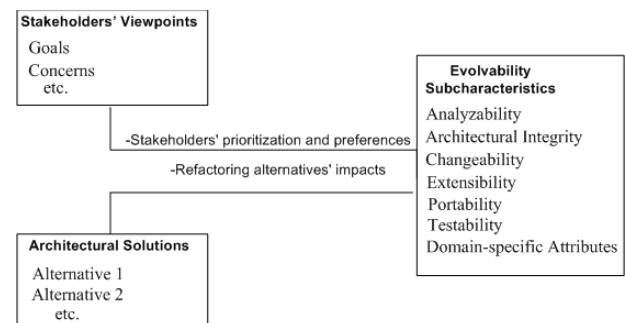 Stakeholders' Viewpoints
Goals
Concerns
etc.
-Stakeholders' prioritization and preferences
-Refactoring alternatives' impacts
Architectural Solutions
Alternative 1
Alternative 2
etc.
Evolvability
Subcharacteristics
Analyzability
Architectural Integrity
Changeability
Extensibility
Portability
Testability
Domain-specific Attributes